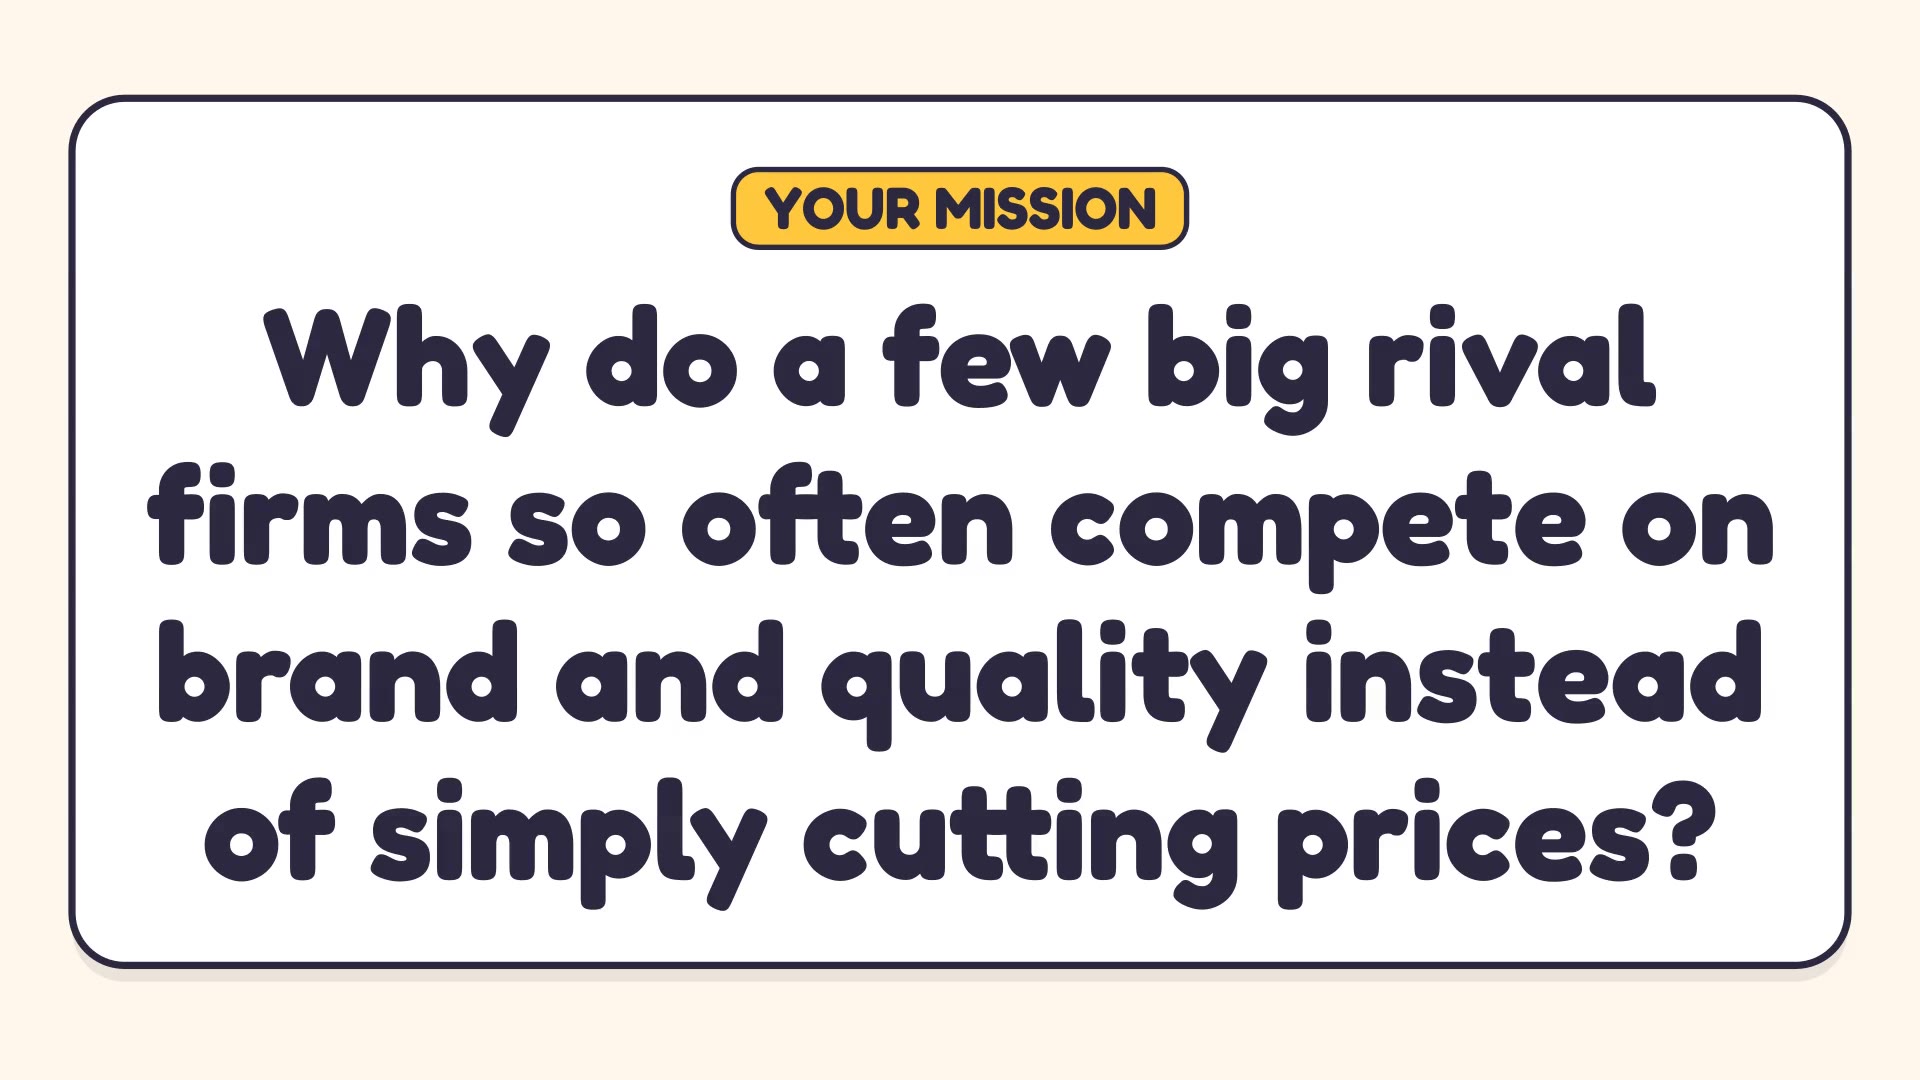 YOUR MISSION
Why do a few big rival
firms so often compete on
brand and quality instead
of simply cutting prices?